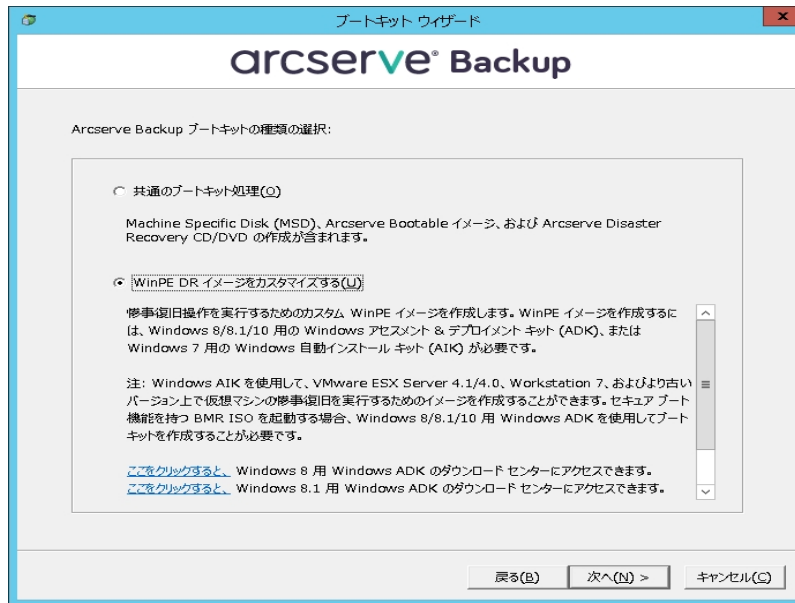 ブートキット ウィザード
arcserve® Backup
Arcserve Backup ブートキットの種類の選択:
共通のブートキット処理(O)
Machine Specific Disk (MSD)、Arcserve Bootable イメージ、および Arcserve Disaster
Recovery CD/DVD の作成が含まれます。
WinPE DR イメージをカスタマイズする(U)
惨事復旧操作を実行するためのカスタム WinPE イメージを作成します。WinPE イメージを作成するに
は、Windows 8/8.1/10 用の Windows アセスメント & デプロイメント キット (ADK)、または
Windows 7 用の Windows 自動インストール キット (AIK) が必要です。
注: Windows AIK を使用して、VMware ESX Server 4.1/4.0、Workstation 7、およびより古い
バージョン上で仮想マシンの惨事復旧を実行するためのイメージを作成することができます。セキュア ブート
機能を持つ BMR ISO を起動する場合、Windows 8/8.1/10 用 Windows ADK を使用してブート
キットを作成することが必要です。
ここをクリックすると、 Windows 8 用 Windows ADK のダウンロード センターにアクセスできます。
ここをクリックすると、 Windows 8.1 用 Windows ADK のダウンロード センターにアクセスできます。
戻る(B) 次へ(N) > キャンセル(C)